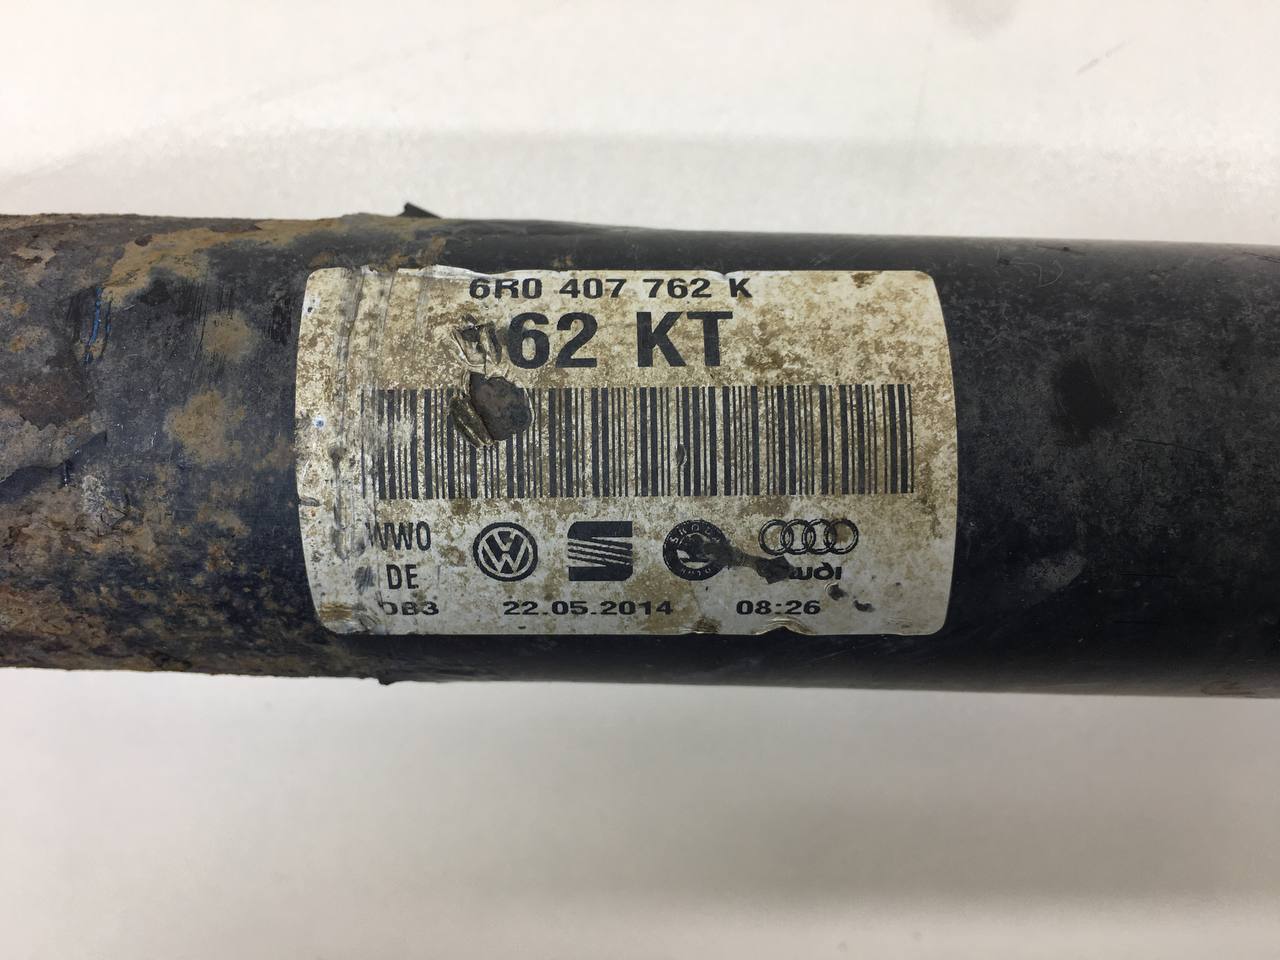 6R0 407 762 K
62 KT
WWO
DE
DB3 22.05.2014 08:26